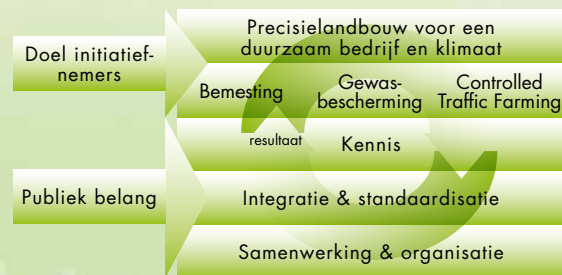 Doel initiatief-
nemers
Precisielandbouw voor een
duurzaam bedrijf en klimaat
Bemesting
Gewas-
bescherming
Controlled
Traffic Farming
resultaat
Kennis
Publiek belang
Integratie & standaardisatie
Samenwerking & organisatie